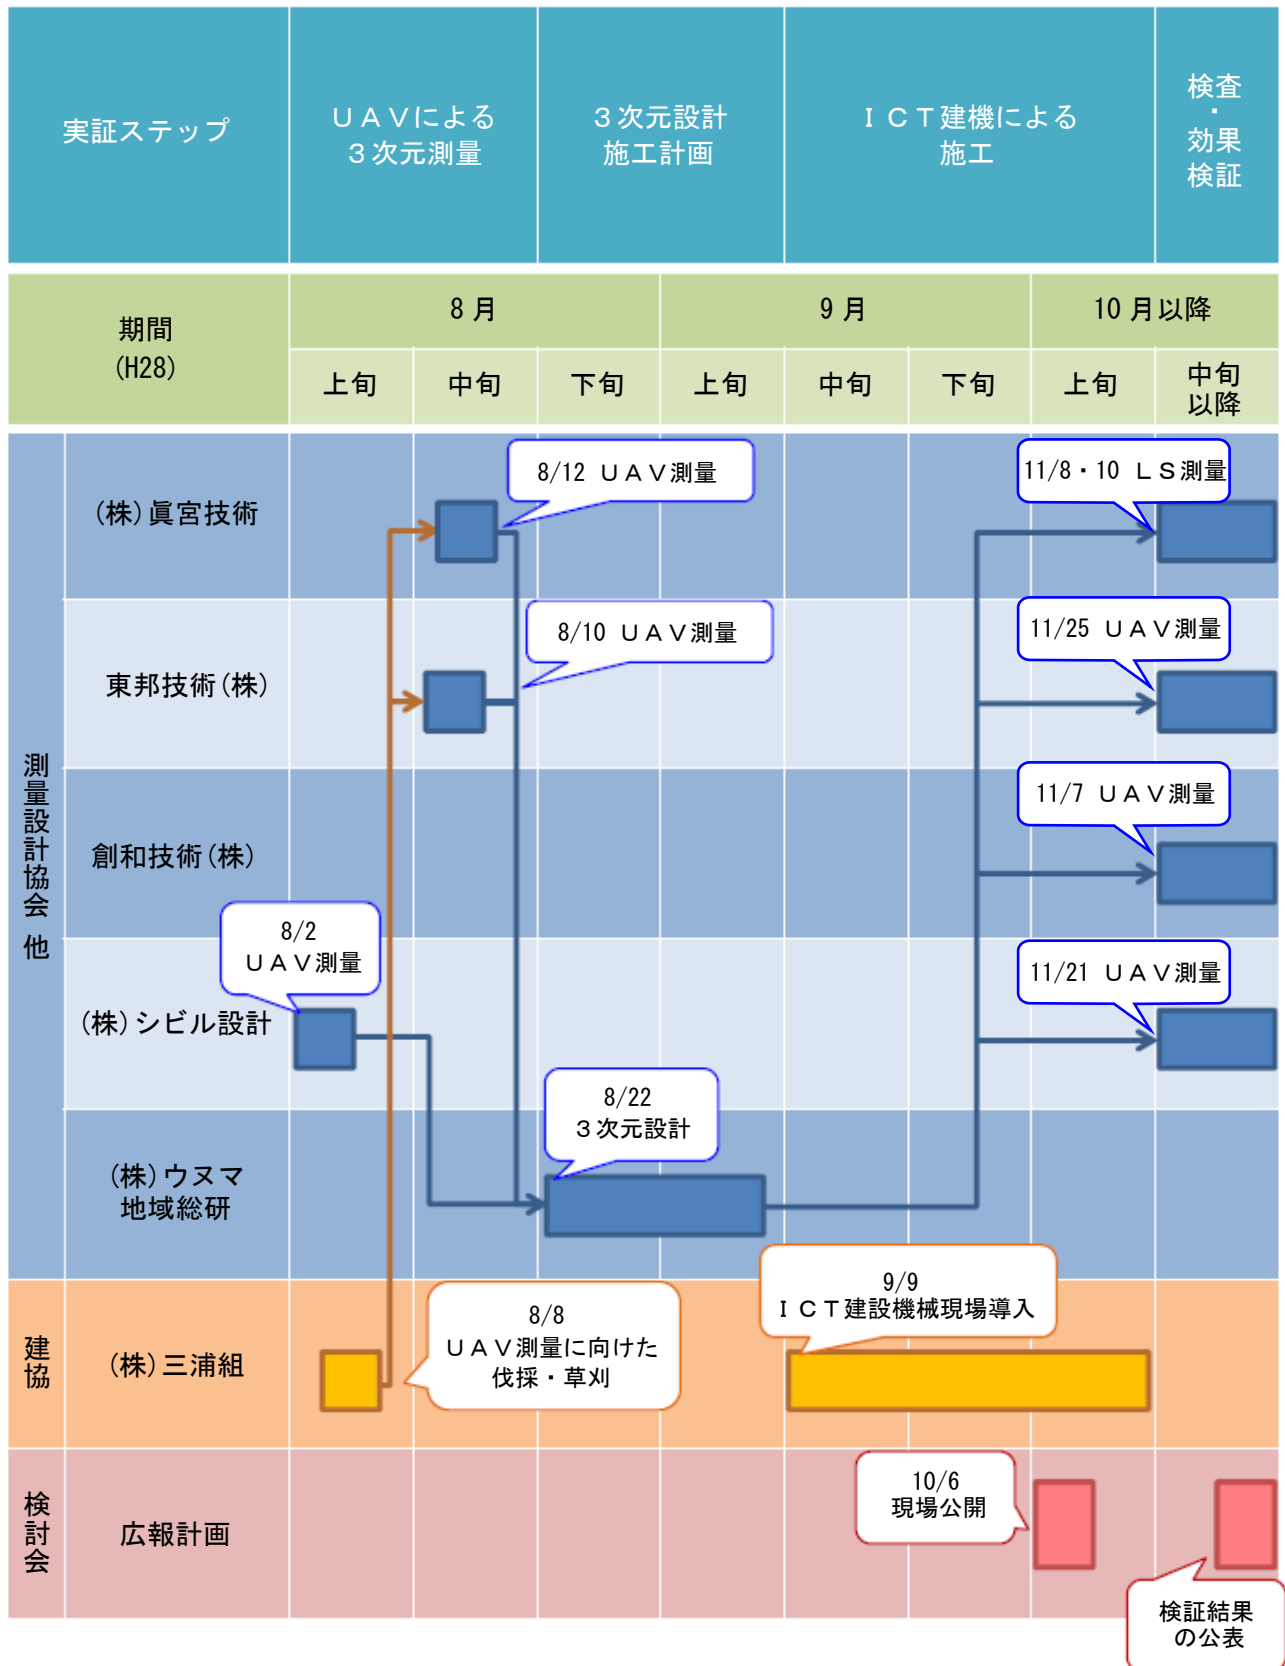 実証ステップ
ＵＡＶによる
３次元測量
３次元設計
施工計画
ＩＣＴ建機による
施工
検査
・
効果
検証
期間
(H28)
8月
9月
10月以降
上旬
中旬
下旬
上旬
中旬
下旬
上旬
中旬
以降
測量設計協会 他
(株)眞宮技術
8/12 ＵＡＶ測量
11/8・10 ＬＳ測量
東邦技術(株)
8/10 ＵＡＶ測量
11/25 ＵＡＶ測量
創和技術(株)
11/7 ＵＡＶ測量
(株)シビル設計
8/2
ＵＡＶ測量
11/21 ＵＡＶ測量
(株)ウヌマ
地域総研
8/22
３次元設計
建協
(株)三浦組
8/8
ＵＡＶ測量に向けた
伐採・草刈
9/9
ＩＣＴ建設機械現場導入
検討会
広報計画
10/6
現場公開
検証結果
の公表